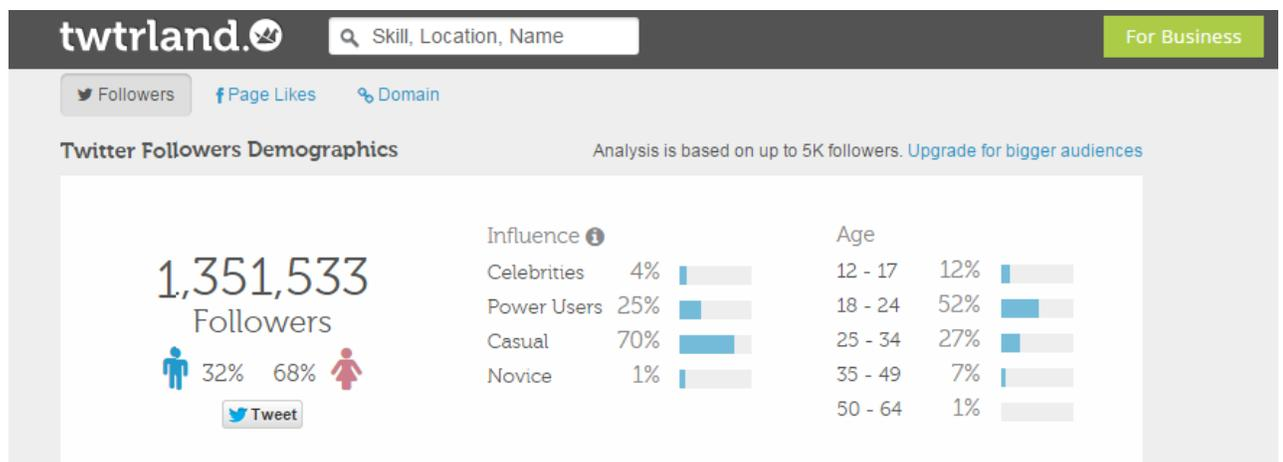 twtrland.
Skill, Location, Name
For Business
Followers
Page Likes
Domain
Twitter Followers Demographics
Analysis is based on up to 5K followers. Upgrade for bigger audiences
1,351,533
Followers
32% 68%
Tweet
Influence
Celebrities 4%
Power Users 25%
Casual 70%
Novice 1%
Age
12 - 17 12%
18 - 24 52%
25 - 34 27%
35 - 49 7%
50 - 64 1%